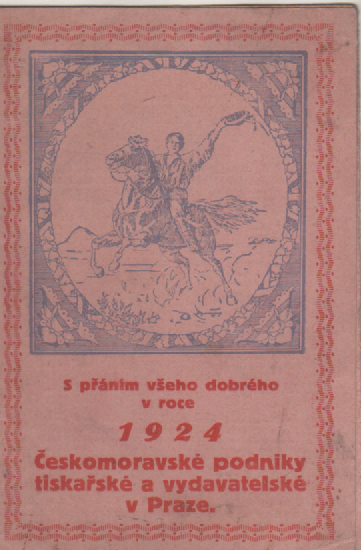 S přáním všeho dobrého
v roce
1924
Českomoravské podniky
tiskařské a vydavatelské
v Praze.